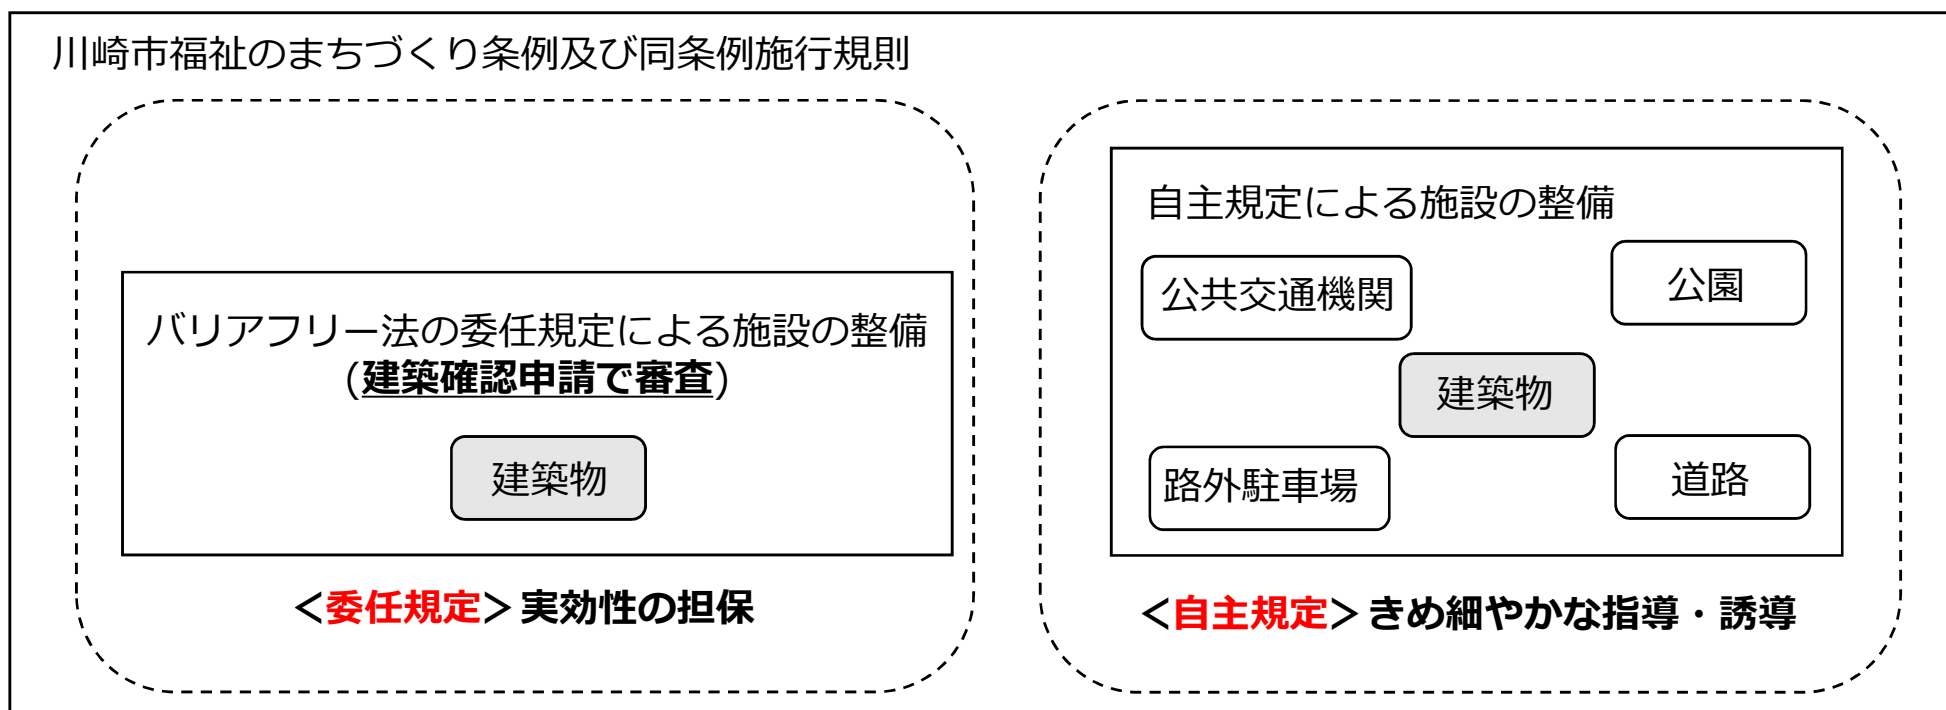 川崎市福祉のまちづくり条例及び同条例施行規則
バリアフリー法の委任規定による施設の整備
(建築確認申請で審査)
建築物
<委任規定>実効性の担保
自主規定による施設の整備
公共交通機関
公園
建築物
路外駐車場
道路
<自主規定>きめ細やかな指導・誘導